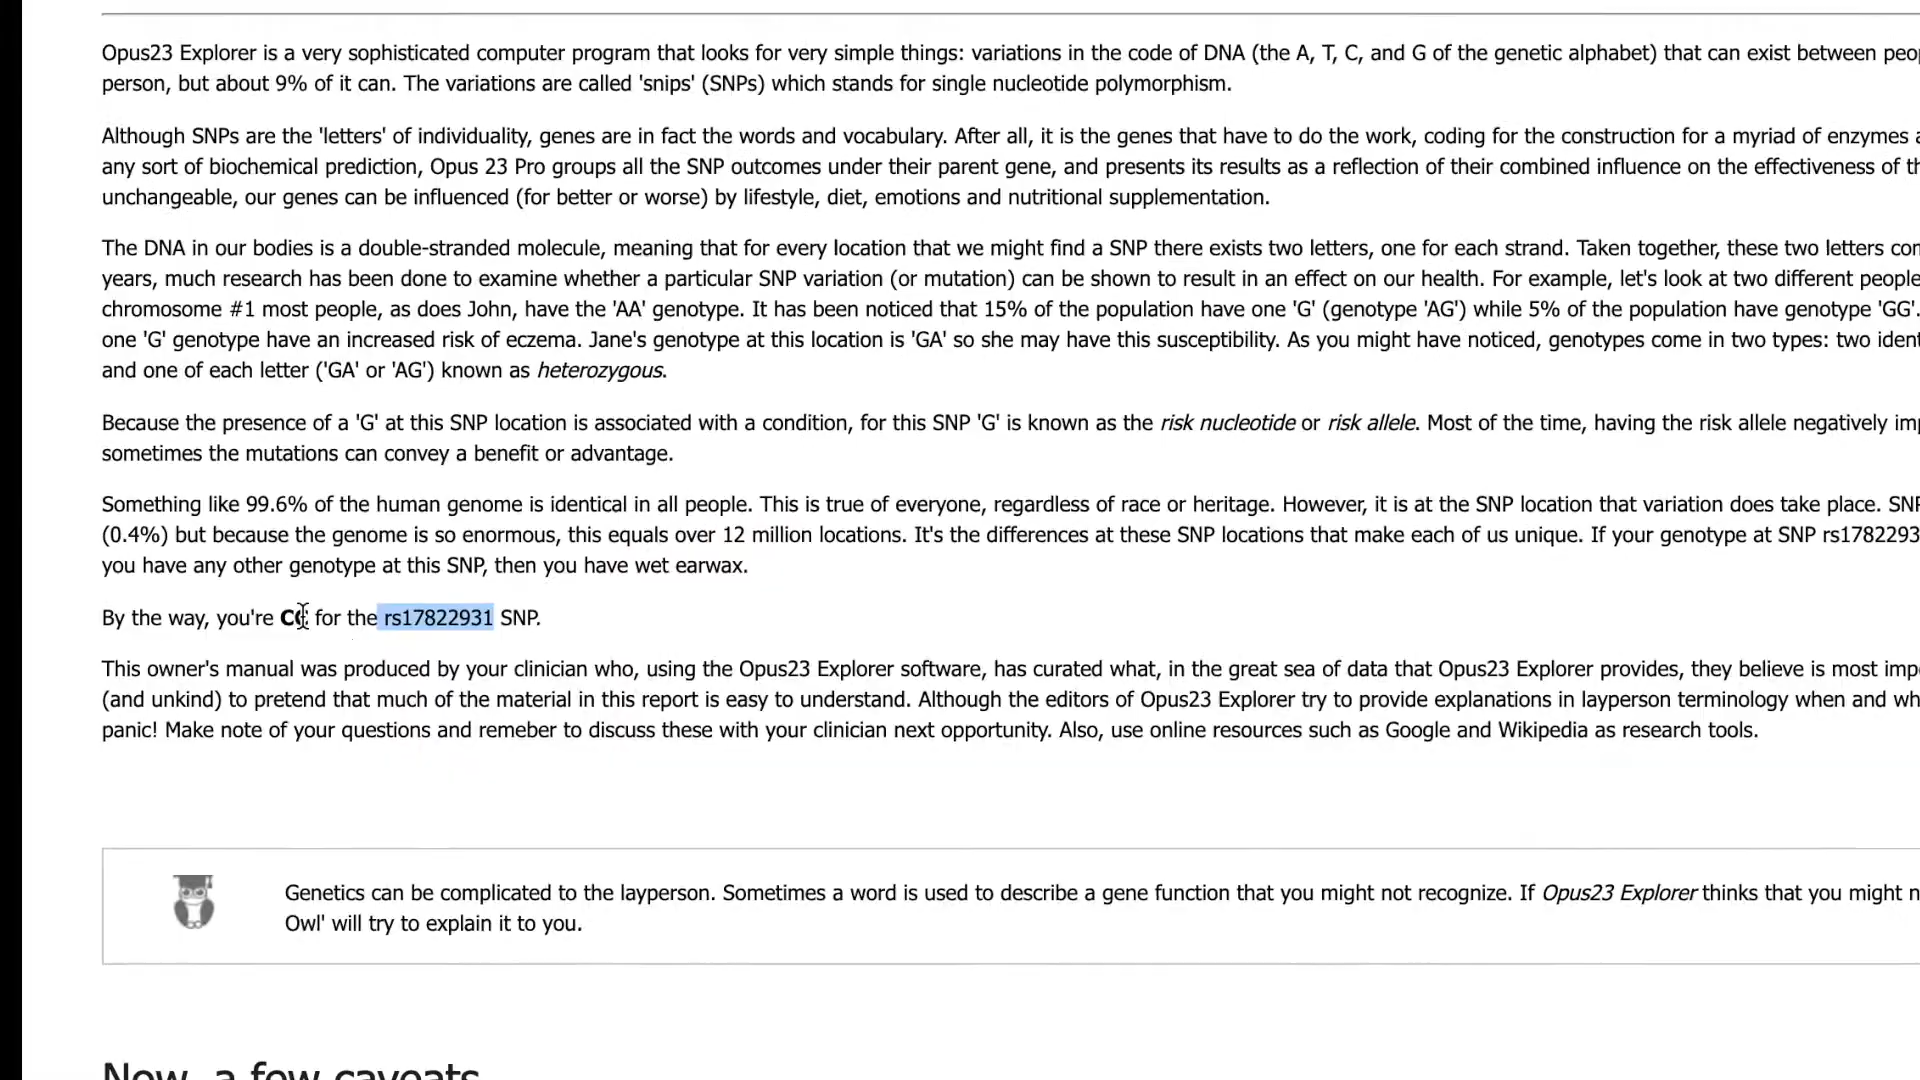 Opus23 Explorer is a very sophisticated computer program that looks for very simple things: variations in the code of DNA (the A, T, C, and G of the genetic alphabet) that can exist between
person, but about 9% of it can. The variations are called 'snips' (SNPs) which stands for single nucleotide polymorphism.
Although SNPs are the 'letters' of individuality, genes are in fact the words and vocabulary. After all, it is the genes that have to do the work, coding for the construction for a myriad of enzymes
any sort of biochemical prediction, Opus 23 Pro groups all the SNP outcomes under their parent gene, and presents its results as a reflection of their combined influence on the effectiveness of
unchangeable, our genes can be influenced (for better or worse) by lifestyle, diet, emotions and nutritional supplementation.
The DNA in our bodies is a double-stranded molecule, meaning that for every location that we might find a SNP there exists two letters, one for each strand. Taken together, these two letters
years, much research has been done to examine whether a particular SNP variation (or mutation) can be shown to result in an effect on our health. For example, let's look at two different people
chromosome #1 most people, as does John, have the 'AA' genotype. It has been noticed that 15% of the population have one 'G' (genotype 'AG') while 5% of the population have genotype 'GG'.
one 'G' genotype have an increased risk of eczema. Jane's genotype at this location is 'GA' so she may have this susceptibility. As you might have noticed, genotypes come in two types: two
and one of each letter ('GA' or 'AG') known as heterozygous.
Because the presence of a 'G' at this SNP location is associated with a condition, for this SNP 'G' is known as the risk nucleotide or risk allele. Most of the time, having the risk allele negatively
sometimes the mutations can convey a benefit or advantage.
Something like 99.6% of the human genome is identical in all people. This is true of everyone, regardless of race or heritage. However, it is at the SNP location that variation does take place.
(0.4%) but because the genome is so enormous, this equals over 12 million locations. It's the differences at these SNP locations that make each of us unique. If your genotype at SNP
you have any other genotype at this SNP, then you have wet earwax.
By the way, you're for the rs17822931 SNP.
This owner's manual was produced by your clinician who, using the Opus23 Explorer software, has curated what, in the great sea of data that Opus23 Explorer provides, they believe is most
(and unkind) to pretend that much of the material in this report is easy to understand. Although the editors of Opus23 Explorer try to provide explanations in layperson terminology when and
panic! Make note of your questions and remeber to discuss these with your clinician next opportunity. Also, use online resources such as Google and Wikipedia as research tools.
Genetics can be complicated to the layperson. Sometimes a word is used to describe a gene function that you might not recognize. If Opus23 Explorer thinks that you might
Owl' will try to explain it to you.
Now, a few caveats